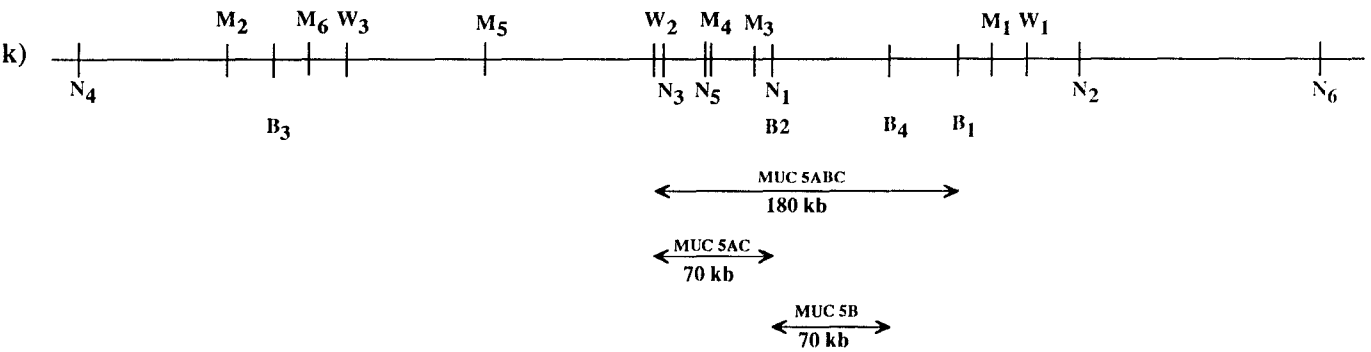 M2 M6 W3 M5 W2 M4 M3 M1 W1
k)
N4 N3 N5 N1 N2 N6
B3 B2 B4 B1
MUC 5ABC
180 kb
MUC 5AC
70 kb
MUC 5B
70 kb